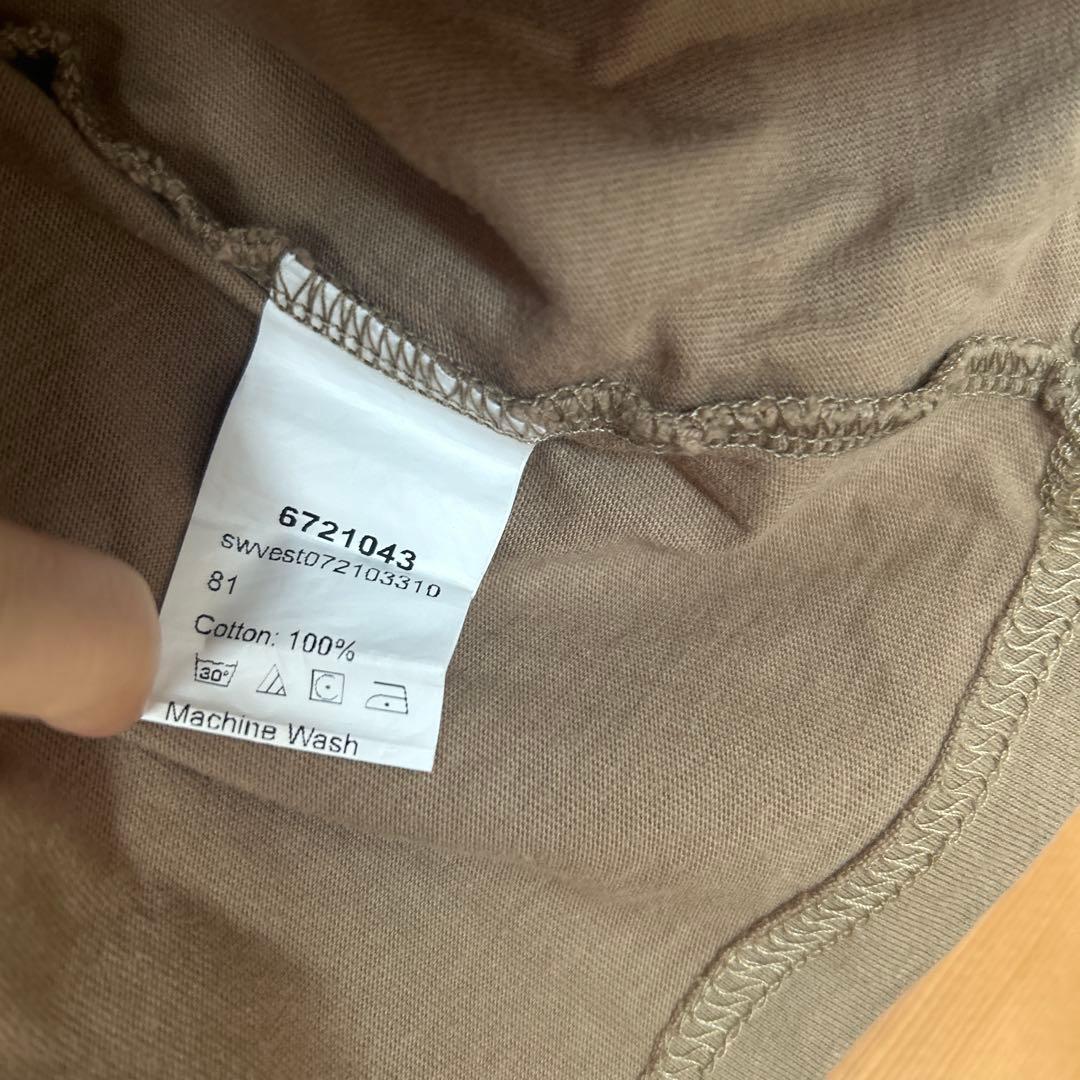 6721043
swvest072103310
81
Cotton: 100%
30°
Machine Wash